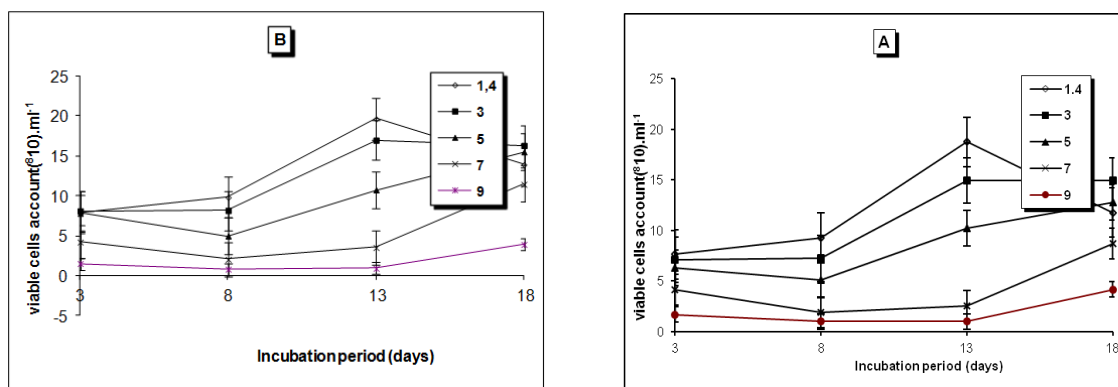 B
viable cells account(⁸10).ml⁻¹
25
20
15
10
5
0
-5
3 8 13 18
Incubation period (days)
1,4
3
5
7
9
A
viable cells account(⁸10).ml⁻¹
25
20
15
10
5
0
3 8 13 18
Incubation period (days)
1.4
3
5
7
9